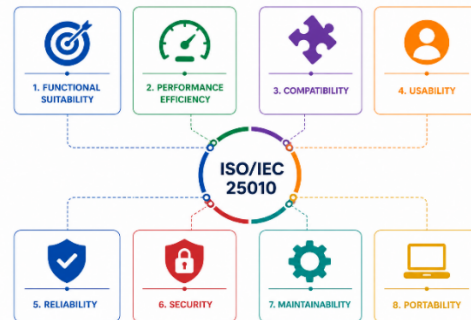 1. FUNCTIONAL
SUITABILITY
2. PERFORMANCE
EFFICIENCY
3. COMPATIBILITY
4. USABILITY
ISO/IEC
25010
5. RELIABILITY
6. SECURITY
7. MAINTAINABILITY
8. PORTABILITY